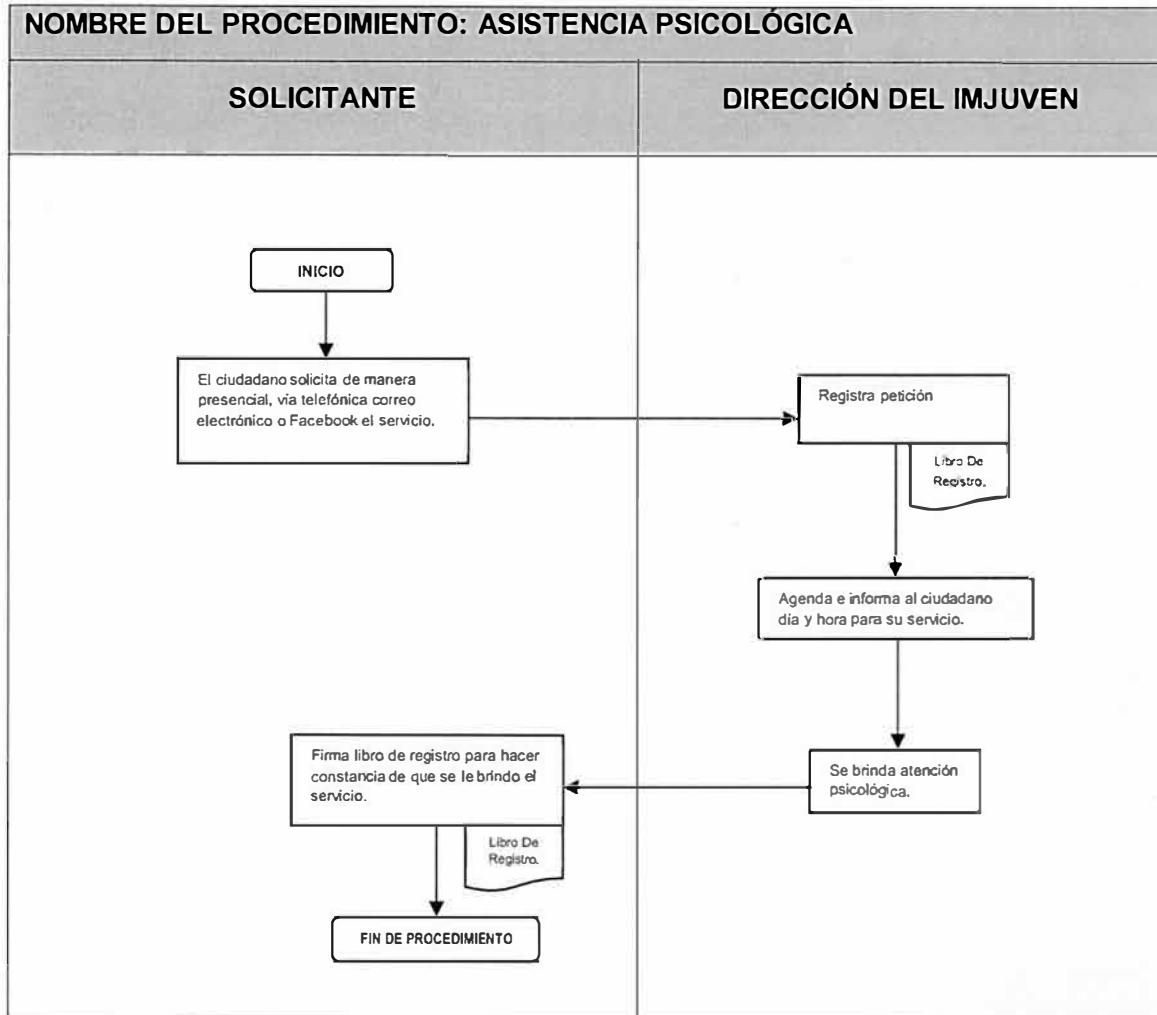 NOMBRE DEL PROCEDIMIENTO: ASISTENCIA PSICOLÓGICA
SOLICITANTE
DIRECCIÓN DEL IMJUVEN
INICIO
El ciudadano solicita de manera
presencial, vía telefónica correo
electrónico o Facebook el servicio.
Registra petición
Libro De
Registro.
Agenda e informa al ciudadano
día y hora para su servicio.
Se brinda atención
psicológica.
Firma libro de registro para hacer
constancia de que se le brindo el
servicio.
Libro De
Registro.
FIN DE PROCEDIMIENTO